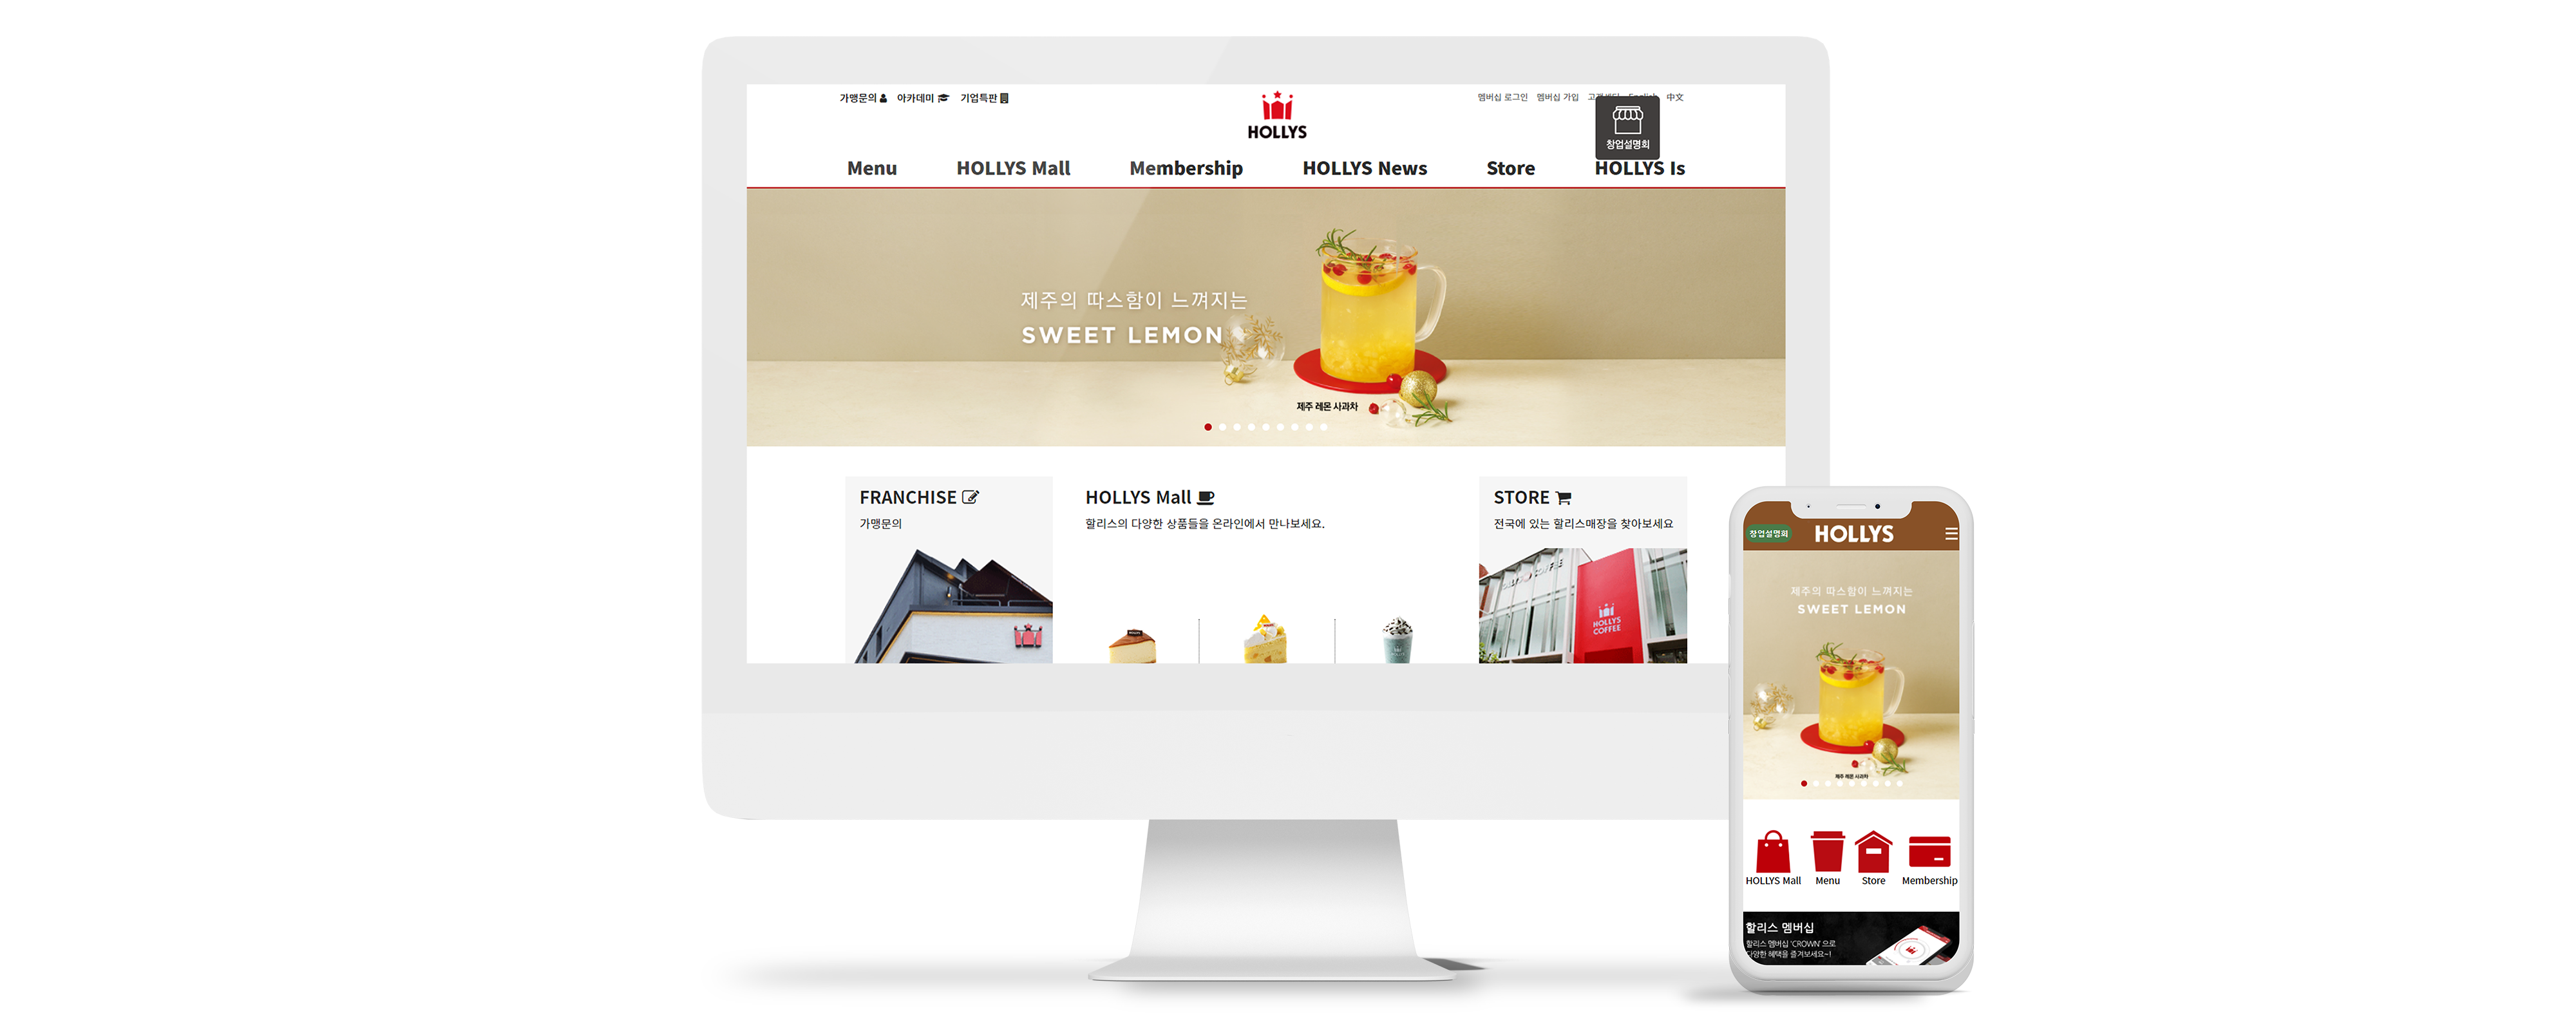 가맹문의 아카데미 기업특판
HOLLYS
멤버십 로그인 멤버십 가입 中文
창업설명회
Menu HOLLYS Mall Membership HOLLYS News Store HOLLYS Is
제주의 따스함이 느껴지는
SWEET LEMON
제주 레몬 사과차
FRANCHISE
가맹문의
HOLLYS Mall
할리스의 다양한 상품들을 온라인에서 만나보세요.
STORE
전국에 있는 할리스매장을 찾아보세요
HOLLYS
COFFEE
창업설명회 HOLLYS
제주의 따스함이 느껴지는
SWEET LEMON
제주 레몬 사과차
HOLLYS Mall Menu Store Membership
할리스 멤버십
할리스 멤버십 'CROWN' 으로
다양한 혜택을 즐겨보세요~!